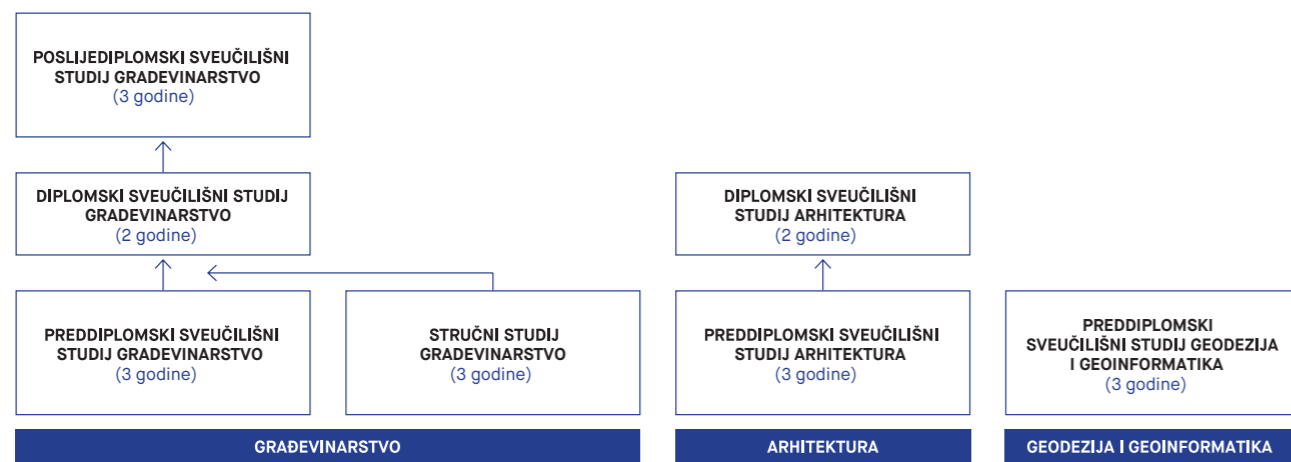 POSLIJEDIPLOMSKI SVEUČILIŠNI
STUDIJ GRAĐEVINARSTVO
(3 godine)
DIPLOMSKI SVEUČILIŠNI STUDIJ
GRAĐEVINARSTVO
(2 godine)
DIPLOMSKI SVEUČILIŠNI
STUDIJ ARHITEKTURA
(2 godine)
PREDDIPLOMSKI SVEUČILIŠNI
STUDIJ GRAĐEVINARSTVO
(3 godine)
STRUČNI STUDIJ
GRAĐEVINARSTVO
(3 godine)
PREDDIPLOMSKI SVEUČILIŠNI
STUDIJ ARHITEKTURA
(3 godine)
PREDDIPLOMSKI
SVEUČILIŠNI STUDIJ GEODEZIJA
I GEOINFORMATIKA
(3 godine)
GRAĐEVINARSTVO
ARHITEKTURA
GEODEZIJA I GEOINFORMATIKA